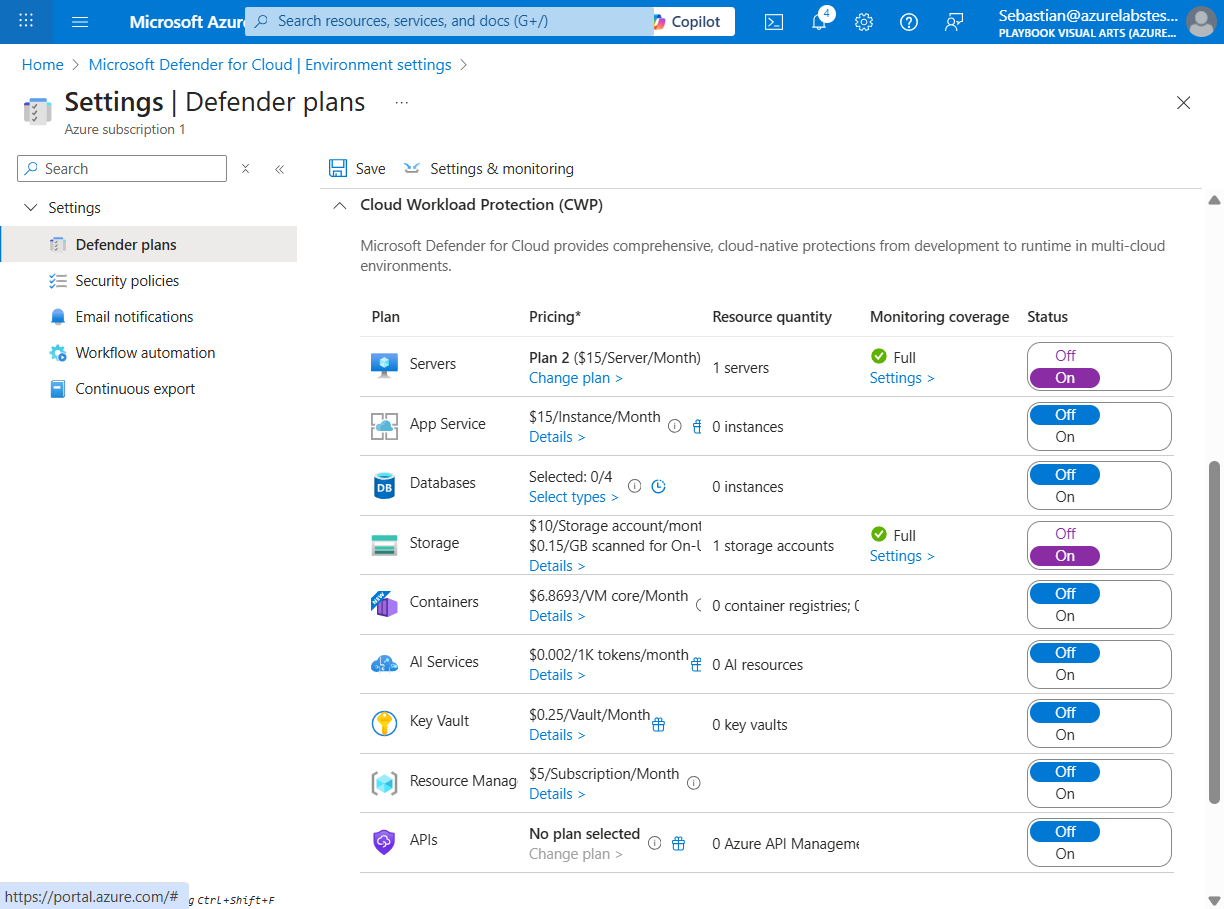 Microsoft Azur
Search resources, services, and docs (G+/)
Copilot
4
Sebastian@azurelabstes...
PLAYBOOK VISUAL ARTS (AZURE...
Home > Microsoft Defender for Cloud | Environment settings >
Settings | Defender plans ...
Azure subscription 1
Search
Settings
Defender plans
Security policies
Email notifications
Workflow automation
Continuous export
Save
Settings & monitoring
Cloud Workload Protection (CWP)
Microsoft Defender for Cloud provides comprehensive, cloud-native protections from development to runtime in multi-cloud
environments.
Plan Pricing* Resource quantity Monitoring coverage Status
Servers
Plan 2 ($15/Server/Month)
Change plan >
1 servers
Full
Settings >
Off
On
App Service
$15/Instance/Month
Details >
0 instances
Off
On
DB
Databases
Selected: 0/4
Select types >
0 instances
Off
On
Storage
$10/Storage account/mont
$0.15/GB scanned for On-U
Details >
1 storage accounts
Full
Settings >
Off
On
NEW
Containers
$6.8693/VM core/Month
Details >
0 container registries; 0
Off
On
AI Services
$0.002/1K tokens/month
Details >
0 AI resources
Off
On
Key Vault
$0.25/Vault/Month
Details >
0 key vaults
Off
On
Resource Manag
$5/Subscription/Month
Details >
Off
On
APIs
No plan selected
Change plan >
0 Azure API Manageme
Off
On
https://portal.azure.com/#
g Ctrl+Shift+F